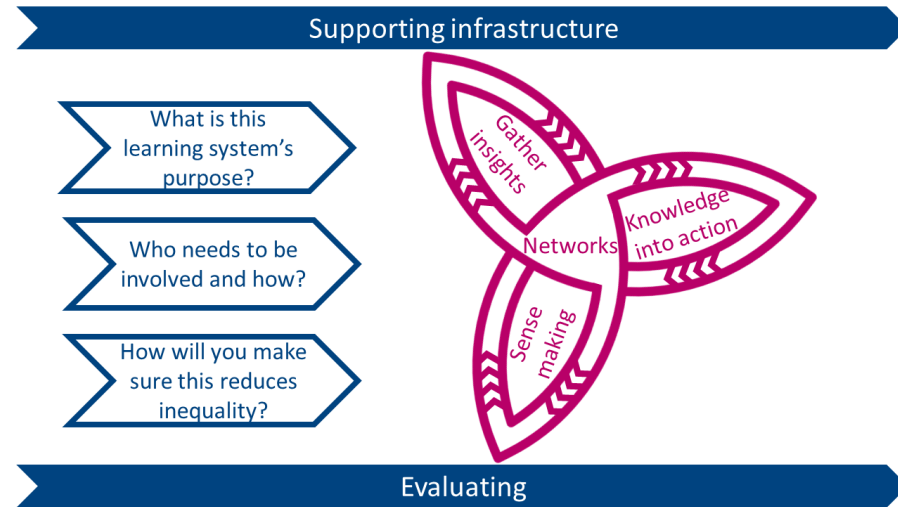 Supporting infrastructure
What is this
learning system's
purpose?
Who needs to be
involved and how?
How will you make
sure this reduces
inequality?
Gather
insights
Knowledge
into action
Networks
Sense
making
Evaluating